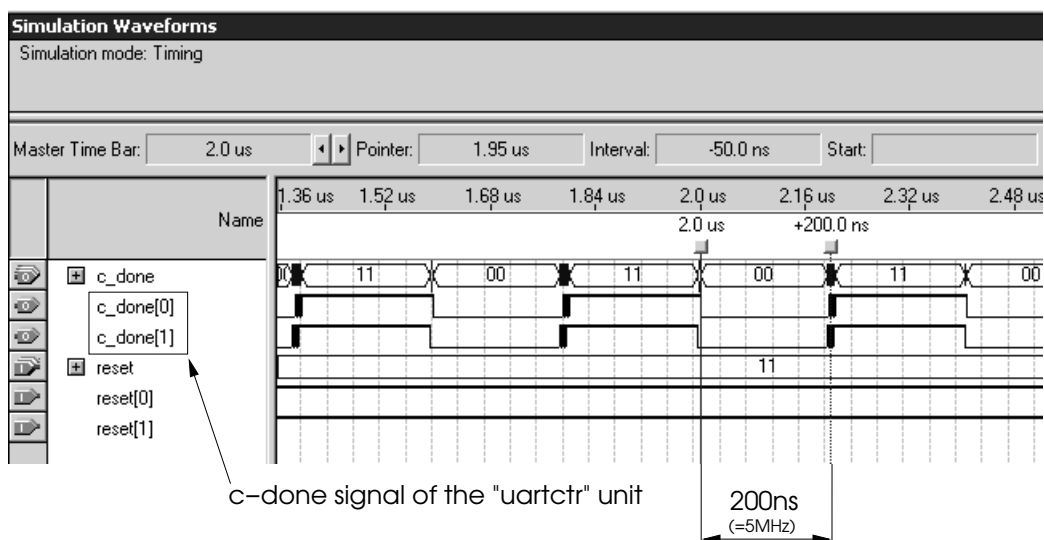 Simulation Waveforms
Simulation mode: Timing
Master Time Bar: 2.0 us Pointer: 1.95 us Interval: -50.0 ns Start:
Name
1.36 us 1.52 us 1.68 us 1.84 us 2.0 us 2.16 us 2.32 us 2.48 us
2.0 us +200.0 ns
c_done 11 00 11 00 11 00
c_done[0]
c_done[1]
reset 11
reset[0]
reset[1]
c-done signal of the "uartctr" unit
200ns
(=5MHz)